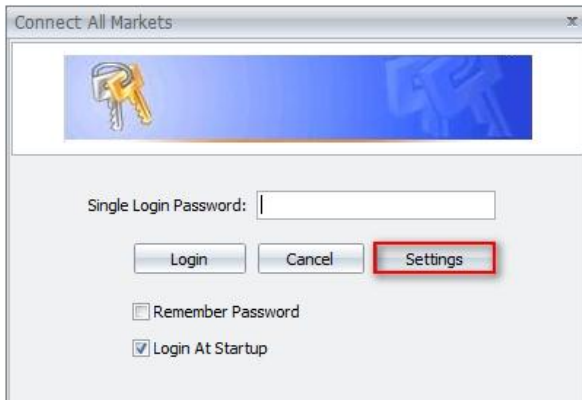 Connect All Markets
Single Login Password:
Login Cancel Settings
Remember Password
Login At Startup